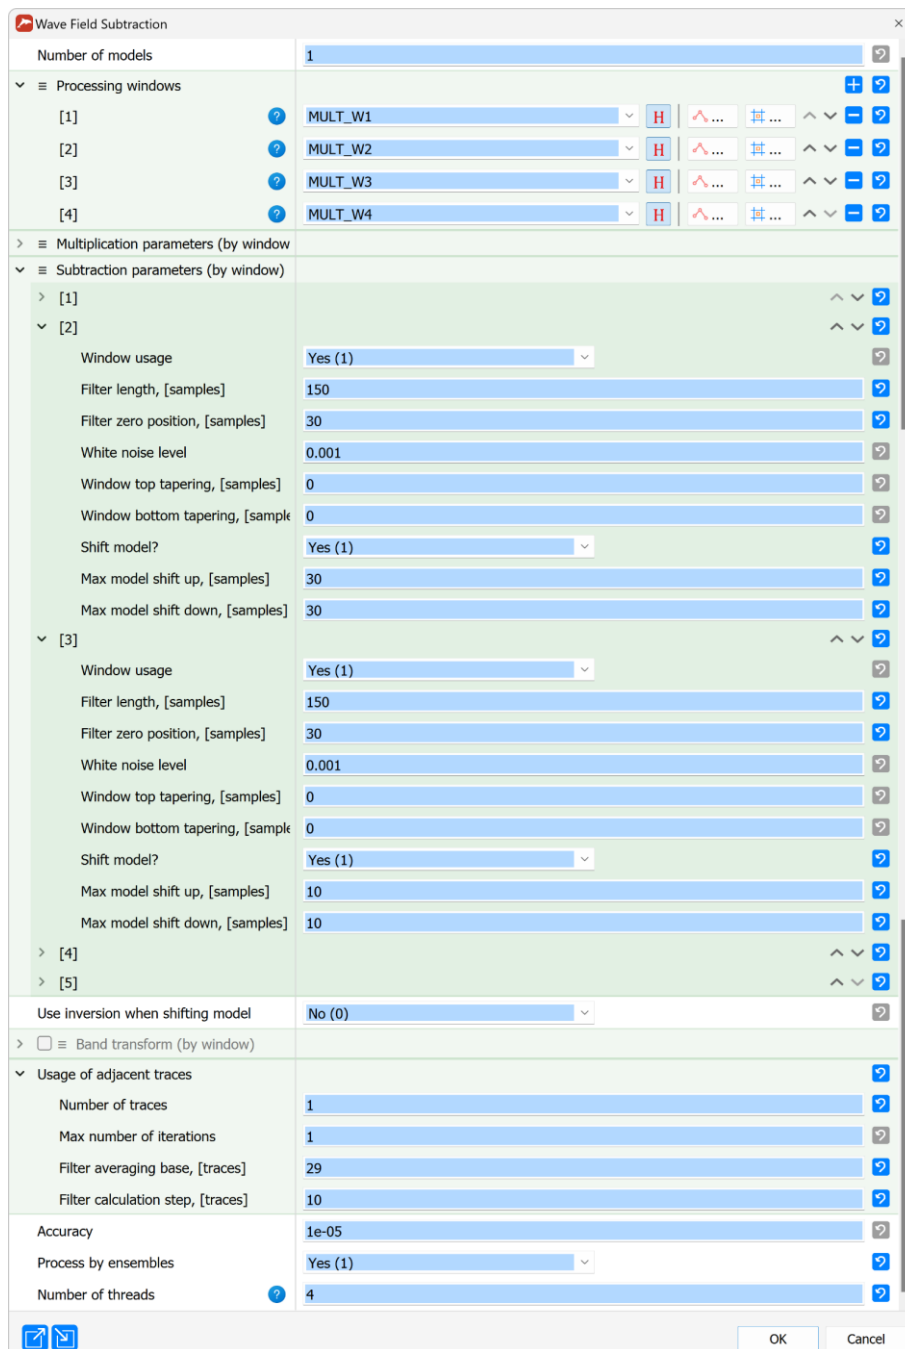 Wave Field Subtraction
Number of models 1
Processing windows
[1] ? MULT_W1 H ... ...
[2] ? MULT_W2 H ... ...
[3] ? MULT_W3 H ... ...
[4] ? MULT_W4 H ... ...
Multiplication parameters (by window
Subtraction parameters (by window)
[1]
[2]
Window usage Yes (1)
Filter length, [samples] 150
Filter zero position, [samples] 30
White noise level 0.001
Window top tapering, [samples] 0
Window bottom tapering, [sample 0
Shift model? Yes (1)
Max model shift up, [samples] 30
Max model shift down, [samples] 30
[3]
Window usage Yes (1)
Filter length, [samples] 150
Filter zero position, [samples] 30
White noise level 0.001
Window top tapering, [samples] 0
Window bottom tapering, [sample 0
Shift model? Yes (1)
Max model shift up, [samples] 10
Max model shift down, [samples] 10
[4]
[5]
Use inversion when shifting model No (0)
Band transform (by window)
Usage of adjacent traces
Number of traces 1
Max number of iterations 1
Filter averaging base, [traces] 29
Filter calculation step, [traces] 10
Accuracy 1e-05
Process by ensembles Yes (1)
Number of threads ? 4
OK Cancel